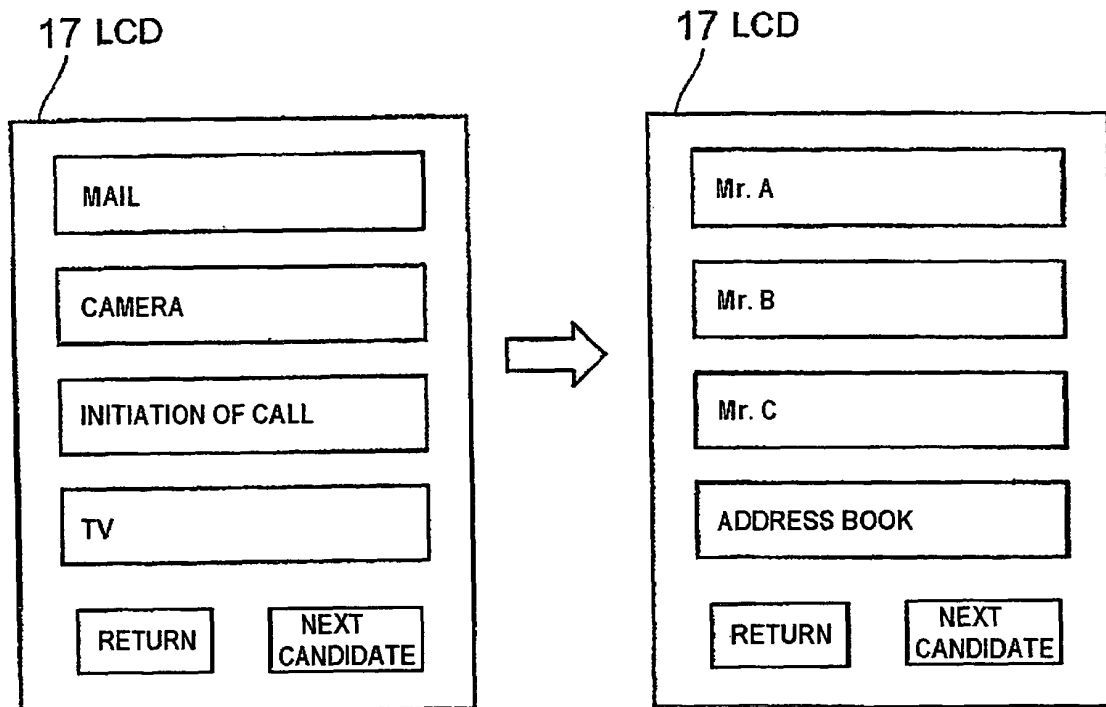 17 LCD
MAIL
CAMERA
INITIATION OF CALL
TV
RETURN
NEXT
CANDIDATE
17 LCD
Mr. A
Mr. B
Mr. C
ADDRESS BOOK
RETURN
NEXT
CANDIDATE